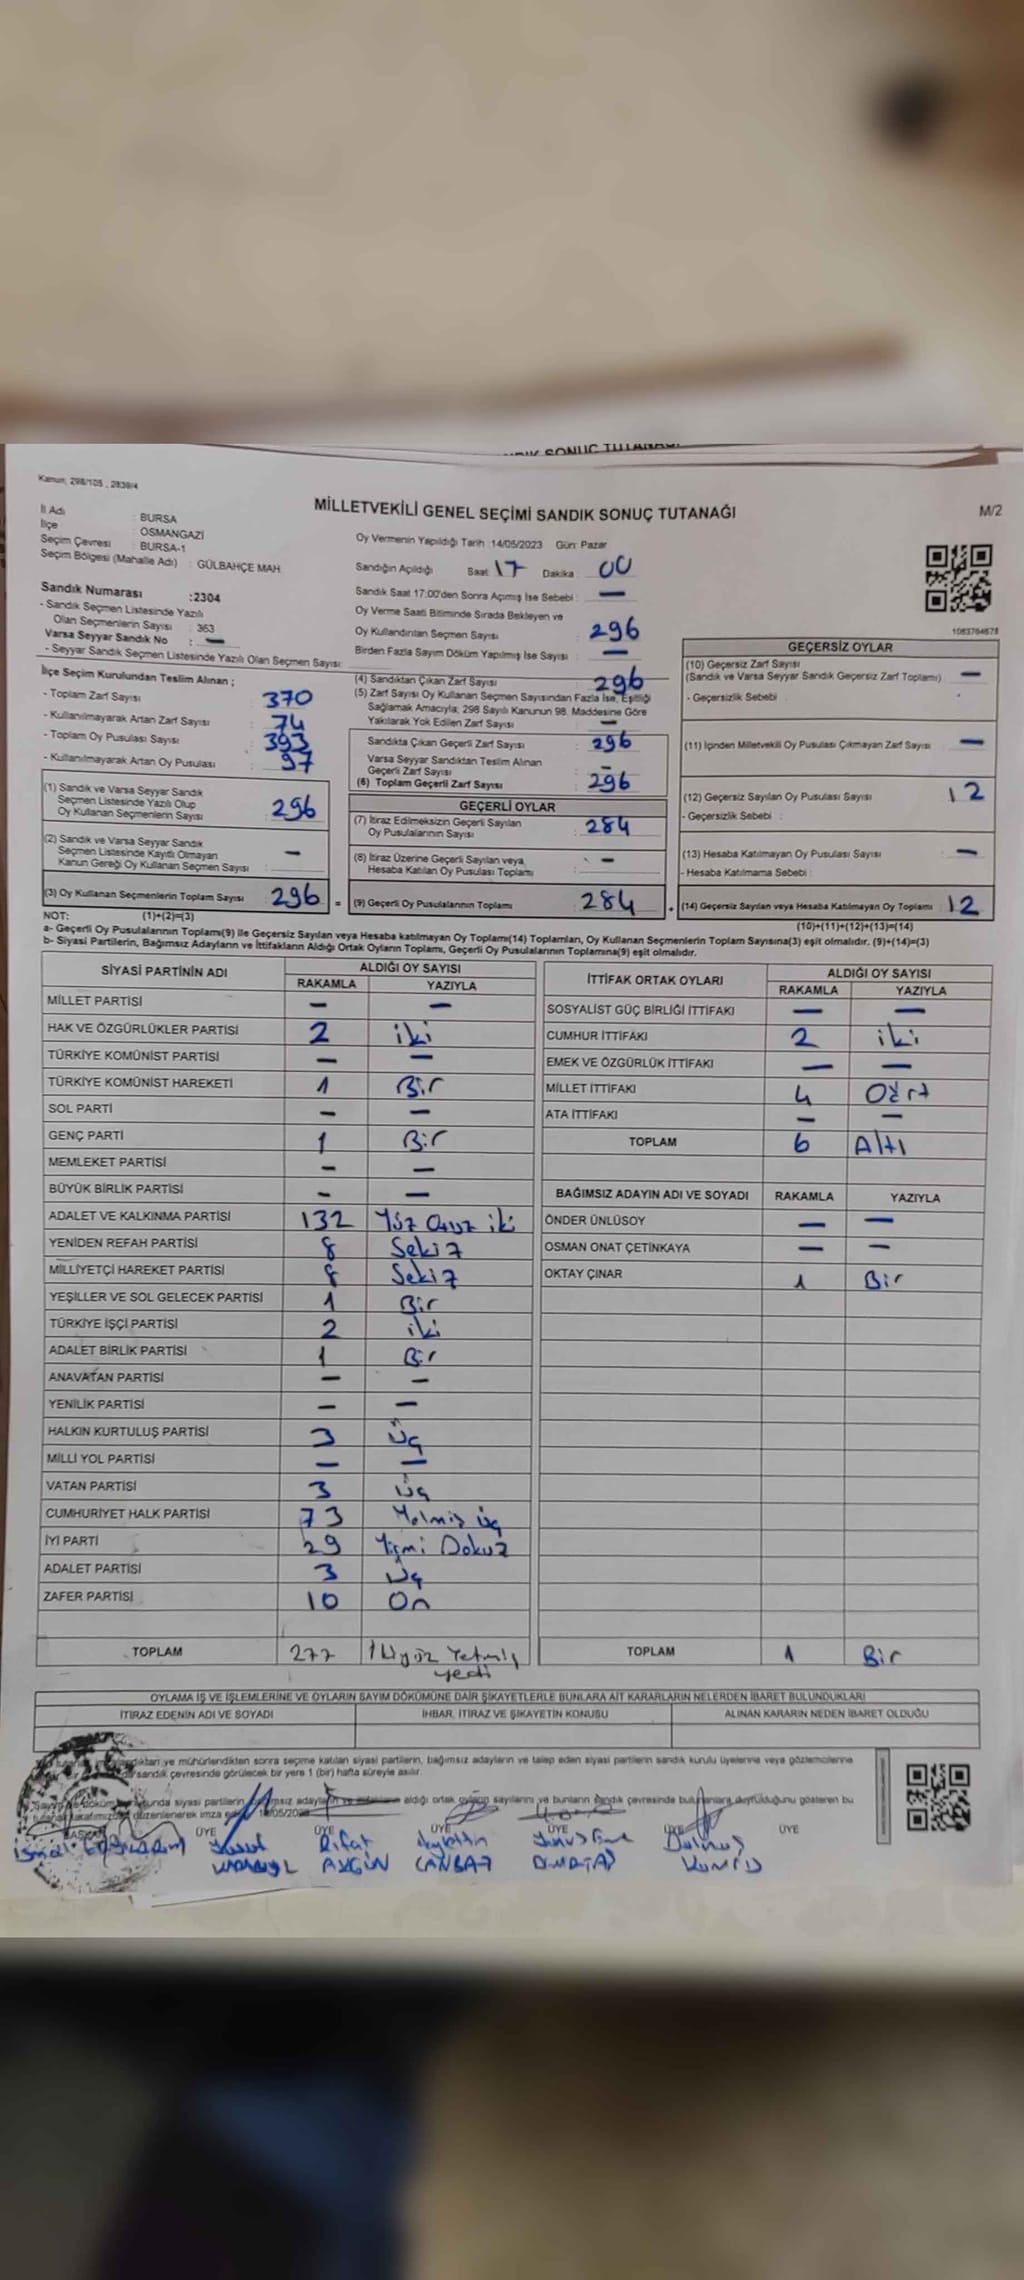 Kanun: 298/105 , 2839/4
MİLLETVEKİLİ GENEL SEÇİMİ SANDIK SONUÇ TUTANAĞI
M/2
İl Adı : BURSA
İlçe : OSMANGAZİ
Seçim Çevresi : BURSA-1
Seçim Bölgesi (Mahalle Adı) : GÜLBAHÇE MAH
Sandık Numarası :2304
- Sandık Seçmen Listesinde Yazılı
Olan Seçmenlerin Sayısı : 363
Varsa Seyyar Sandık No : —
- Seyyar Sandık Seçmen Listesinde Yazılı Olan Seçmen Sayısı:
Oy Vermenin Yapıldığı Tarih :14/05/2023 Gün: Pazar
Sandığın Açıldığı Saat 17 Dakika : 00
Sandık Saat 17:00'den Sonra Açımış İse Sebebi : —
Oy Verme Saati Bitiminde Sırada Bekleyen ve
Oy Kullandırılan Seçmen Sayısı : 296
Birden Fazla Sayım Döküm Yapılmış İse Sayısı : —
1083764678
İlçe Seçim Kurulundan Teslim Alınan ;
- Toplam Zarf Sayısı : 370
- Kullanılmayarak Artan Zarf Sayısı : 74
- Toplam Oy Pusulası Sayısı : 393
- Kullanılmayarak Artan Oy Pusulası : 97
(1) Sandık ve Varsa Seyyar Sandık
Seçmen Listesinde Yazılı Olup
Oy Kullanan Seçmenlerin Sayısı : 296
(2) Sandık ve Varsa Seyyar Sandık
Seçmen Listesinde Kayıtlı Olmayan
Kanun Gereği Oy Kullanan Seçmen Sayısı : —
(3) Oy Kullanan Seçmenlerin Toplam Sayısı : 296 =
(4) Sandıktan Çıkan Zarf Sayısı : 296
(5) Zarf Sayısı Oy Kullanan Seçmen Sayısından Fazla İse, Eşitliği
Sağlamak Amacıyla; 298 Sayılı Kanunun 98. Maddesine Göre
Yakılarak Yok Edilen Zarf Sayısı : —
Sandıkta Çıkan Geçerli Zarf Sayısı : 296
Varsa Seyyar Sandıktan Teslim Alınan
Geçerli Zarf Sayısı : —
(6) Toplam Geçerli Zarf Sayısı : 296
GEÇERLİ OYLAR
(7) İtiraz Edilmeksizin Geçerli Sayılan
Oy Pusulalarının Sayısı : 284
(8) İtiraz Üzerine Geçerli Sayılan veya
Hesaba Katılan Oy Pusulası Toplamı : —
(9) Geçerli Oy Pusulalarının Toplamı : 284 +
GEÇERSİZ OYLAR
(10) Geçersiz Zarf Sayısı : —
(Sandık ve Varsa Seyyar Sandık Geçersiz Zarf Toplamı)
- Geçersizlik Sebebi :
(11) İçinden Milletvekili Oy Pusulası Çıkmayan Zarf Sayısı : —
(12) Geçersiz Sayılan Oy Pusulası Sayısı : 12
- Geçersizlik Sebebi :
(13) Hesaba Katılmayan Oy Pusulası Sayısı : —
- Hesaba Katılmama Sebebi :
(14) Geçersiz Sayılan veya Hesaba Katılmayan Oy Toplamı : 12
NOT: (1)+(2)=(3) (10)+(11)+(12)+(13)=(14)
a- Geçerli Oy Pusulalarının Toplamı(9) ile Geçersiz Sayılan veya Hesaba katılmayan Oy Toplamı(14) Toplamları, Oy Kullanan Seçmenlerin Toplam Sayısına(3) eşit olmalıdır. (9)+(14)=(3)
b- Siyasi Partilerin, Bağımsız Adayların ve İttifakların Aldığı Ortak Oyların Toplamı, Geçerli Oy Pusulalarının Toplamına(9) eşit olmalıdır.
SİYASİ PARTİNİN ADI ALDIĞI OY SAYISI
RAKAMLA YAZIYLA
MİLLET PARTİSİ — —
HAK VE ÖZGÜRLÜKLER PARTİSİ 2 iki
TÜRKİYE KOMÜNİST PARTİSİ — —
TÜRKİYE KOMÜNİST HAREKETİ 1 Bir
SOL PARTİ — —
GENÇ PARTİ 1 Bir
MEMLEKET PARTİSİ — —
BÜYÜK BİRLİK PARTİSİ — —
ADALET VE KALKINMA PARTİSİ 132 Yüz Otuz iki
YENİDEN REFAH PARTİSİ 8 Sekiz
MİLLİYETÇİ HAREKET PARTİSİ 8 Sekiz
YEŞİLLER VE SOL GELECEK PARTİSİ 1 Bir
TÜRKİYE İŞÇİ PARTİSİ 2 iki
ADALET BİRLİK PARTİSİ 1 Bir
ANAVATAN PARTİSİ — —
YENİLİK PARTİSİ — —
HALKIN KURTULUŞ PARTİSİ 3 Üç
MİLLİ YOL PARTİSİ — —
VATAN PARTİSİ 3 Üç
CUMHURİYET HALK PARTİSİ 73 Yetmiş üç
İYİ PARTİ 29 Yirmi Dokuz
ADALET PARTİSİ 3 Üç
ZAFER PARTİSİ 10 On
TOPLAM 277 İkiyüz Yetmiş
yedi
İTTİFAK ORTAK OYLARI ALDIĞI OY SAYISI
RAKAMLA YAZIYLA
SOSYALİST GÜÇ BİRLİĞİ İTTİFAKI — —
CUMHUR İTTİFAKI 2 iki
EMEK VE ÖZGÜRLÜK İTTİFAKI — —
MİLLET İTTİFAKI 4
ATA İTTİFAKI — —
TOPLAM 6 Altı
BAĞIMSIZ ADAYIN ADI VE SOYADI RAKAMLA YAZIYLA
ÖNDER ÜNLÜSOY — —
OSMAN ONAT ÇETİNKAYA — —
OKTAY ÇINAR 1 Bir
TOPLAM 1 Bir
OYLAMA İŞ VE İŞLEMLERİNE VE OYLARIN SAYIM DÖKÜMÜNE DAİR ŞİKAYETLERLE BUNLARA AİT KARARLARIN NELERDEN İBARET BULUNDUKLARI
İTİRAZ EDENİN ADI VE SOYADI İHBAR, İTİRAZ VE ŞİKAYETİN KONUSU ALINAN KARARIN NEDEN İBARET OLDUĞU
ve mühürlendikten sonra seçime katılan siyasi partilerin, bağımsız adayların ve talep eden siyasi partilerin sandık kurulu üyelerine veya gözlemcilerine
sandık çevresinde görülecek bir yere 1 (bir) hafta süreyle asılır.
siyasi partilerin, bağımsız adayların ve ittifakların aldığı ortak oyların sayılarını ve bunların sandık çevresinde bulunanlara duyulduğunu gösteren bu
düzenlenerek imza
BAŞKAN ÜYE ÜYE ÜYE ÜYE ÜYE ÜYE
Rifat
AYGÜN CANBAZ